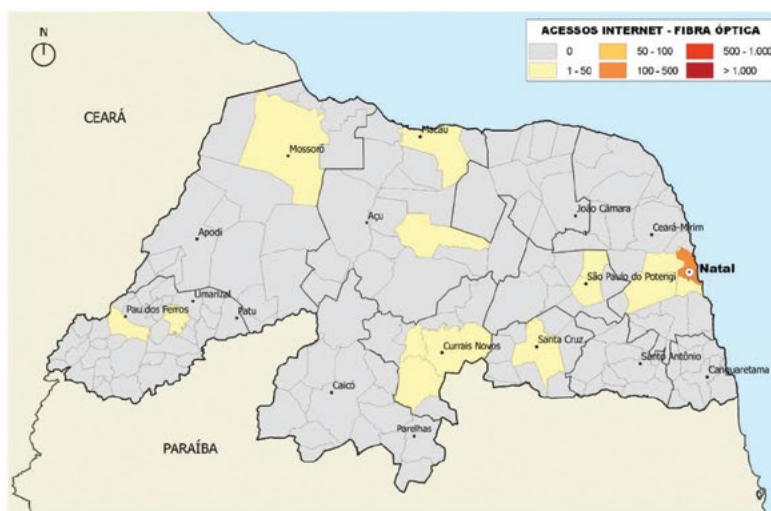 ACESSOS INTERNET - FIBRA ÓPTICA
0
50 - 100
500 - 1.000
1 - 50
100 - 500
> 1.000
N
CEARÁ
Macau
Mossoró
João Câmara
Açu
Ceará-Mirim
Apodi
Natal
São Paulo do Potengi
Umarizal
Pau dos Ferros
Patu
Santa Cruz
Currais Novos
Santo Antônio
Canguaretama
Caicó
Parelhas
PARAÍBA